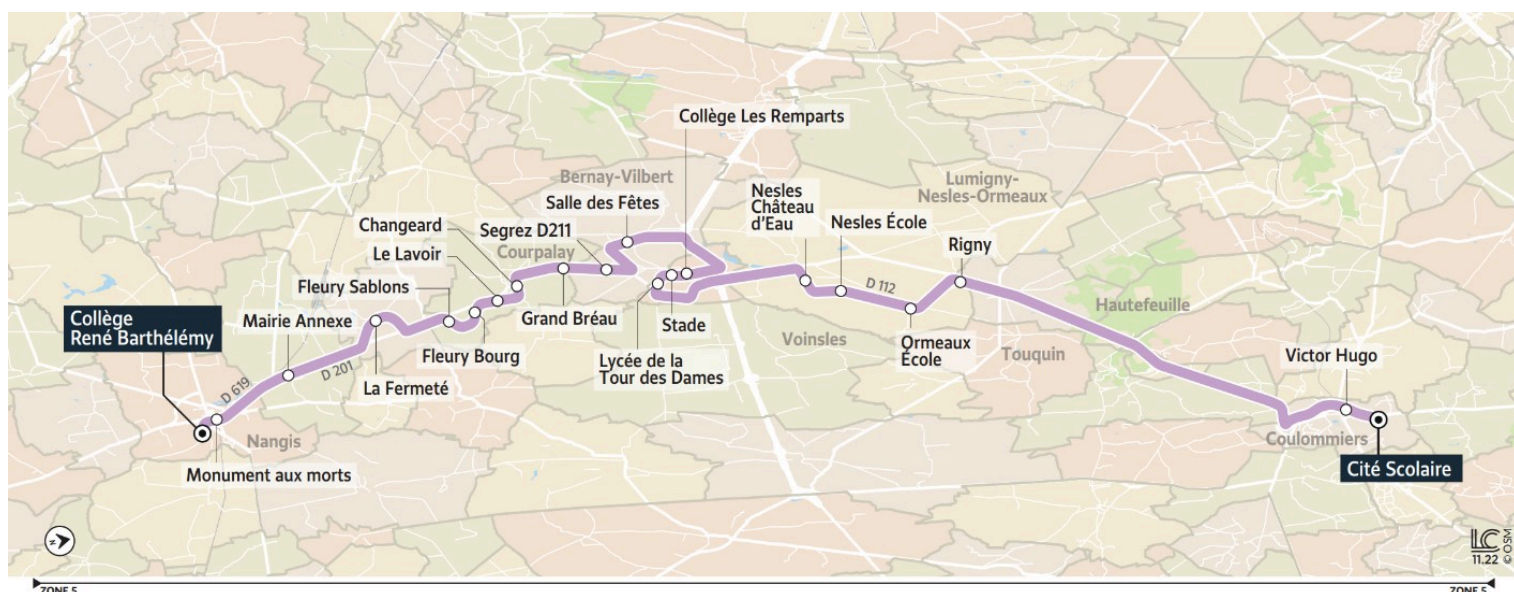 Collège Les Remparts
Bernay-Vilbert
Salle des Fêtes
Lumigny-
Nesles-Ormeaux
Nesles
Château
d'Eau
Nesles École
Changeard
Segrez D211
Courpalay
Le Lavoir
Rigny
Fleury Sablons
D 112
Hautefeuille
Collège
René Barthélémy
Mairie Annexe
Grand Bréau
Stade
Voinsles
Ormeaux
École
Touquin
Fleury Bourg
Lycée de la
Tour des Dames
Victor Hugo
D 619
D 201
La Fermeté
Nangis
Coulommiers
Monument aux morts
Cité Scolaire
N
LC
11.22
© OSM
ZONE 5
ZONE 5